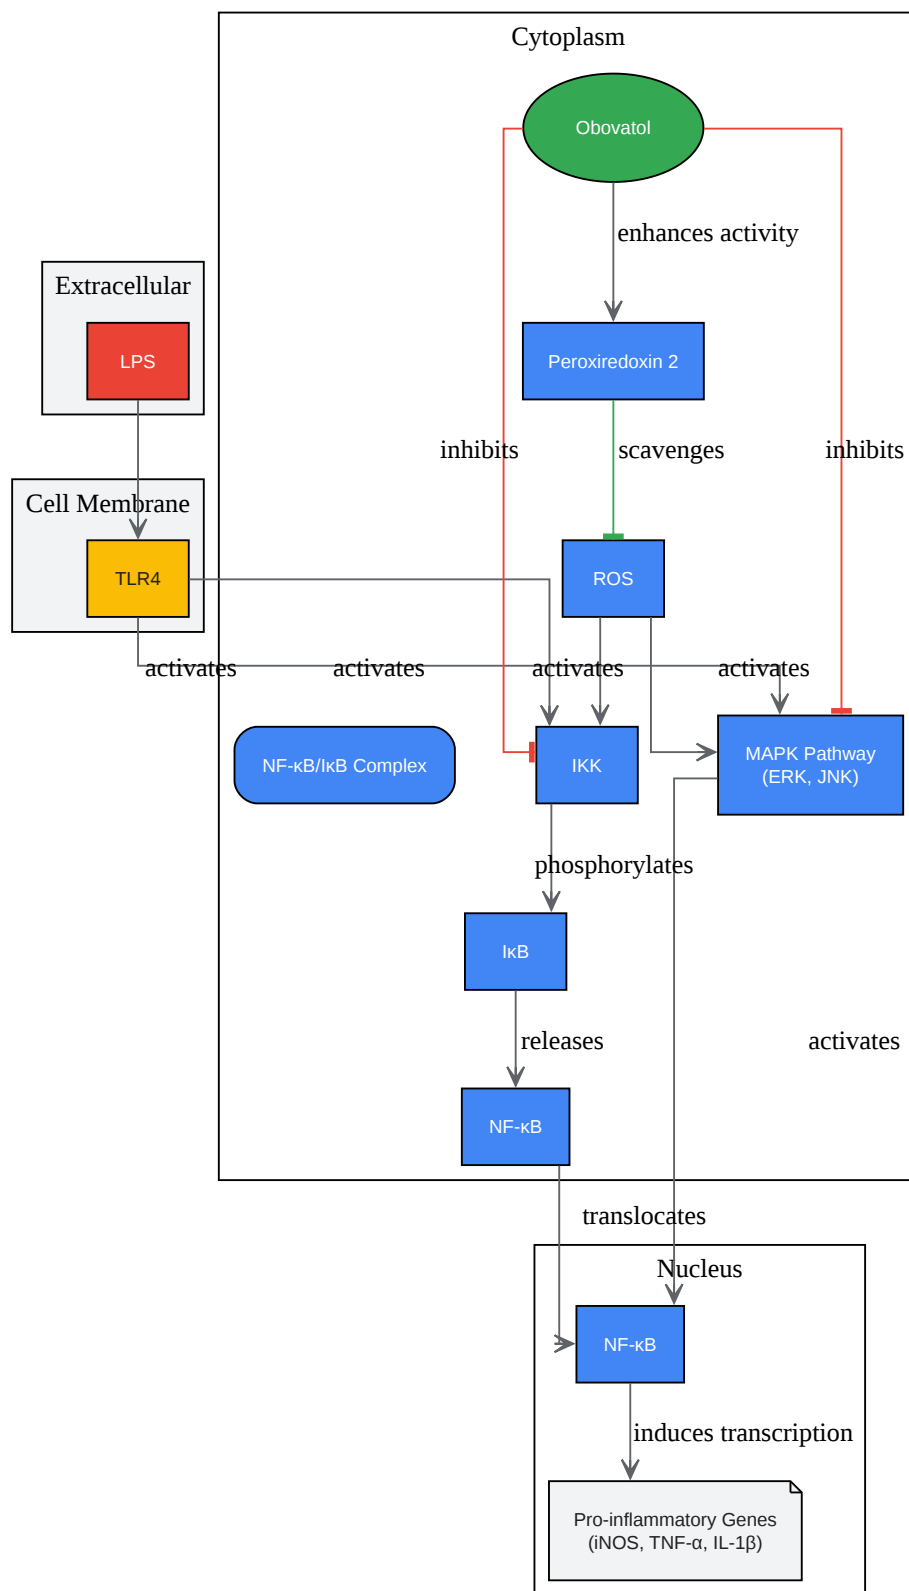 Cytoplasm
Obovatol
enhances activity
Extracellular
LPS
Peroxiredoxin 2
inhibits
scavenges
inhibits
Cell Membrane
TLR4
ROS
activates
activates
activates
activates
NF-κB/IκB Complex
IKK
MAPK Pathway
(ERK, JNK)
phosphorylates
IκB
releases
activates
NF-κB
translocates
Nucleus
NF-κB
induces transcription
Pro-inflammatory Genes
(iNOS, TNF-α, IL-1β)